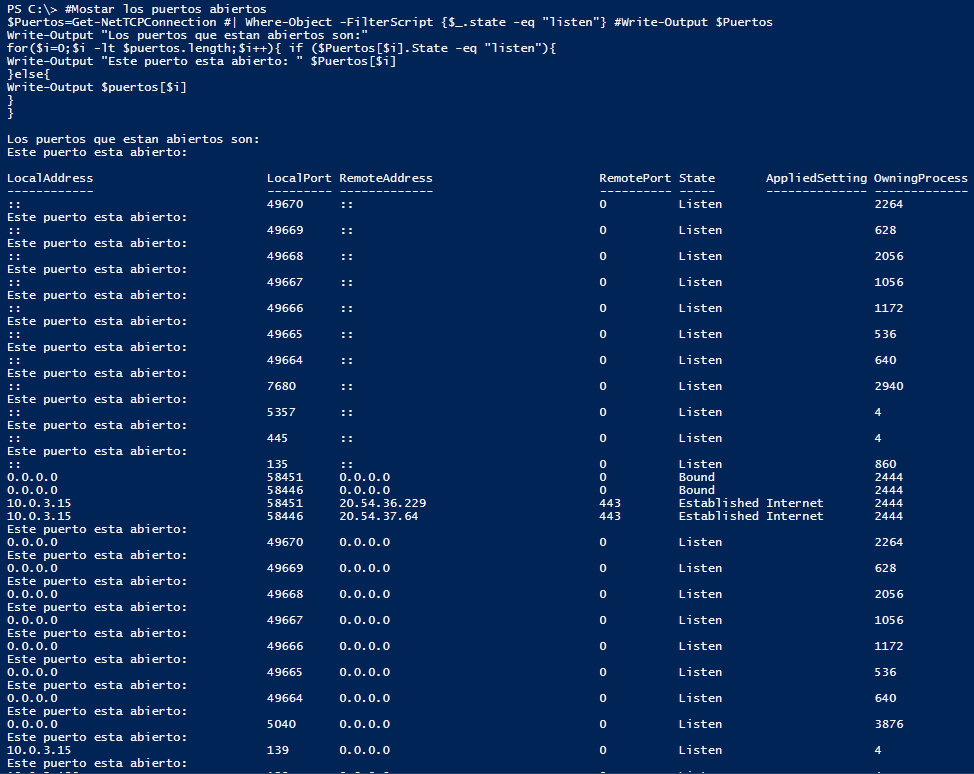 PS C:\> #Mostar los puertos abiertos
$Puertos=Get-NetTCPConnection #| Where-Object -FilterScript {$_.state -eq "listen"} #Write-Output $Puertos
Write-Output "Los puertos que estan abiertos son:"
for($i=0;$i -lt $puertos.length;$i++){ if ($Puertos[$i].State -eq "listen"){
Write-Output "Este puerto esta abierto: " $Puertos[$i]
}else{
Write-Output $puertos[$i]
}
}
Los puertos que estan abiertos son:
Este puerto esta abierto:
LocalAddress LocalPort RemoteAddress RemotePort State AppliedSetting OwningProcess
------------ --------- ------------- ---------- ----- -------------- -------------
:: 49670 :: 0 Listen 2264
Este puerto esta abierto:
:: 49669 :: 0 Listen 628
Este puerto esta abierto:
:: 49668 :: 0 Listen 2056
Este puerto esta abierto:
:: 49667 :: 0 Listen 1056
Este puerto esta abierto:
:: 49666 :: 0 Listen 1172
Este puerto esta abierto:
:: 49665 :: 0 Listen 536
Este puerto esta abierto:
:: 49664 :: 0 Listen 640
Este puerto esta abierto:
:: 7680 :: 0 Listen 2940
Este puerto esta abierto:
:: 5357 :: 0 Listen 4
Este puerto esta abierto:
:: 445 :: 0 Listen 4
Este puerto esta abierto:
:: 135 :: 0 Listen 860
0.0.0.0 58451 0.0.0.0 0 Bound 2444
0.0.0.0 58446 0.0.0.0 0 Bound 2444
10.0.3.15 58451 20.54.36.229 443 Established Internet 2444
10.0.3.15 58446 20.54.37.64 443 Established Internet 2444
Este puerto esta abierto:
0.0.0.0 49670 0.0.0.0 0 Listen 2264
Este puerto esta abierto:
0.0.0.0 49669 0.0.0.0 0 Listen 628
Este puerto esta abierto:
0.0.0.0 49668 0.0.0.0 0 Listen 2056
Este puerto esta abierto:
0.0.0.0 49667 0.0.0.0 0 Listen 1056
Este puerto esta abierto:
0.0.0.0 49666 0.0.0.0 0 Listen 1172
Este puerto esta abierto:
0.0.0.0 49665 0.0.0.0 0 Listen 536
Este puerto esta abierto:
0.0.0.0 49664 0.0.0.0 0 Listen 640
Este puerto esta abierto:
0.0.0.0 5040 0.0.0.0 0 Listen 3876
Este puerto esta abierto:
10.0.3.15 139 0.0.0.0 0 Listen 4
Este puerto esta abierto: